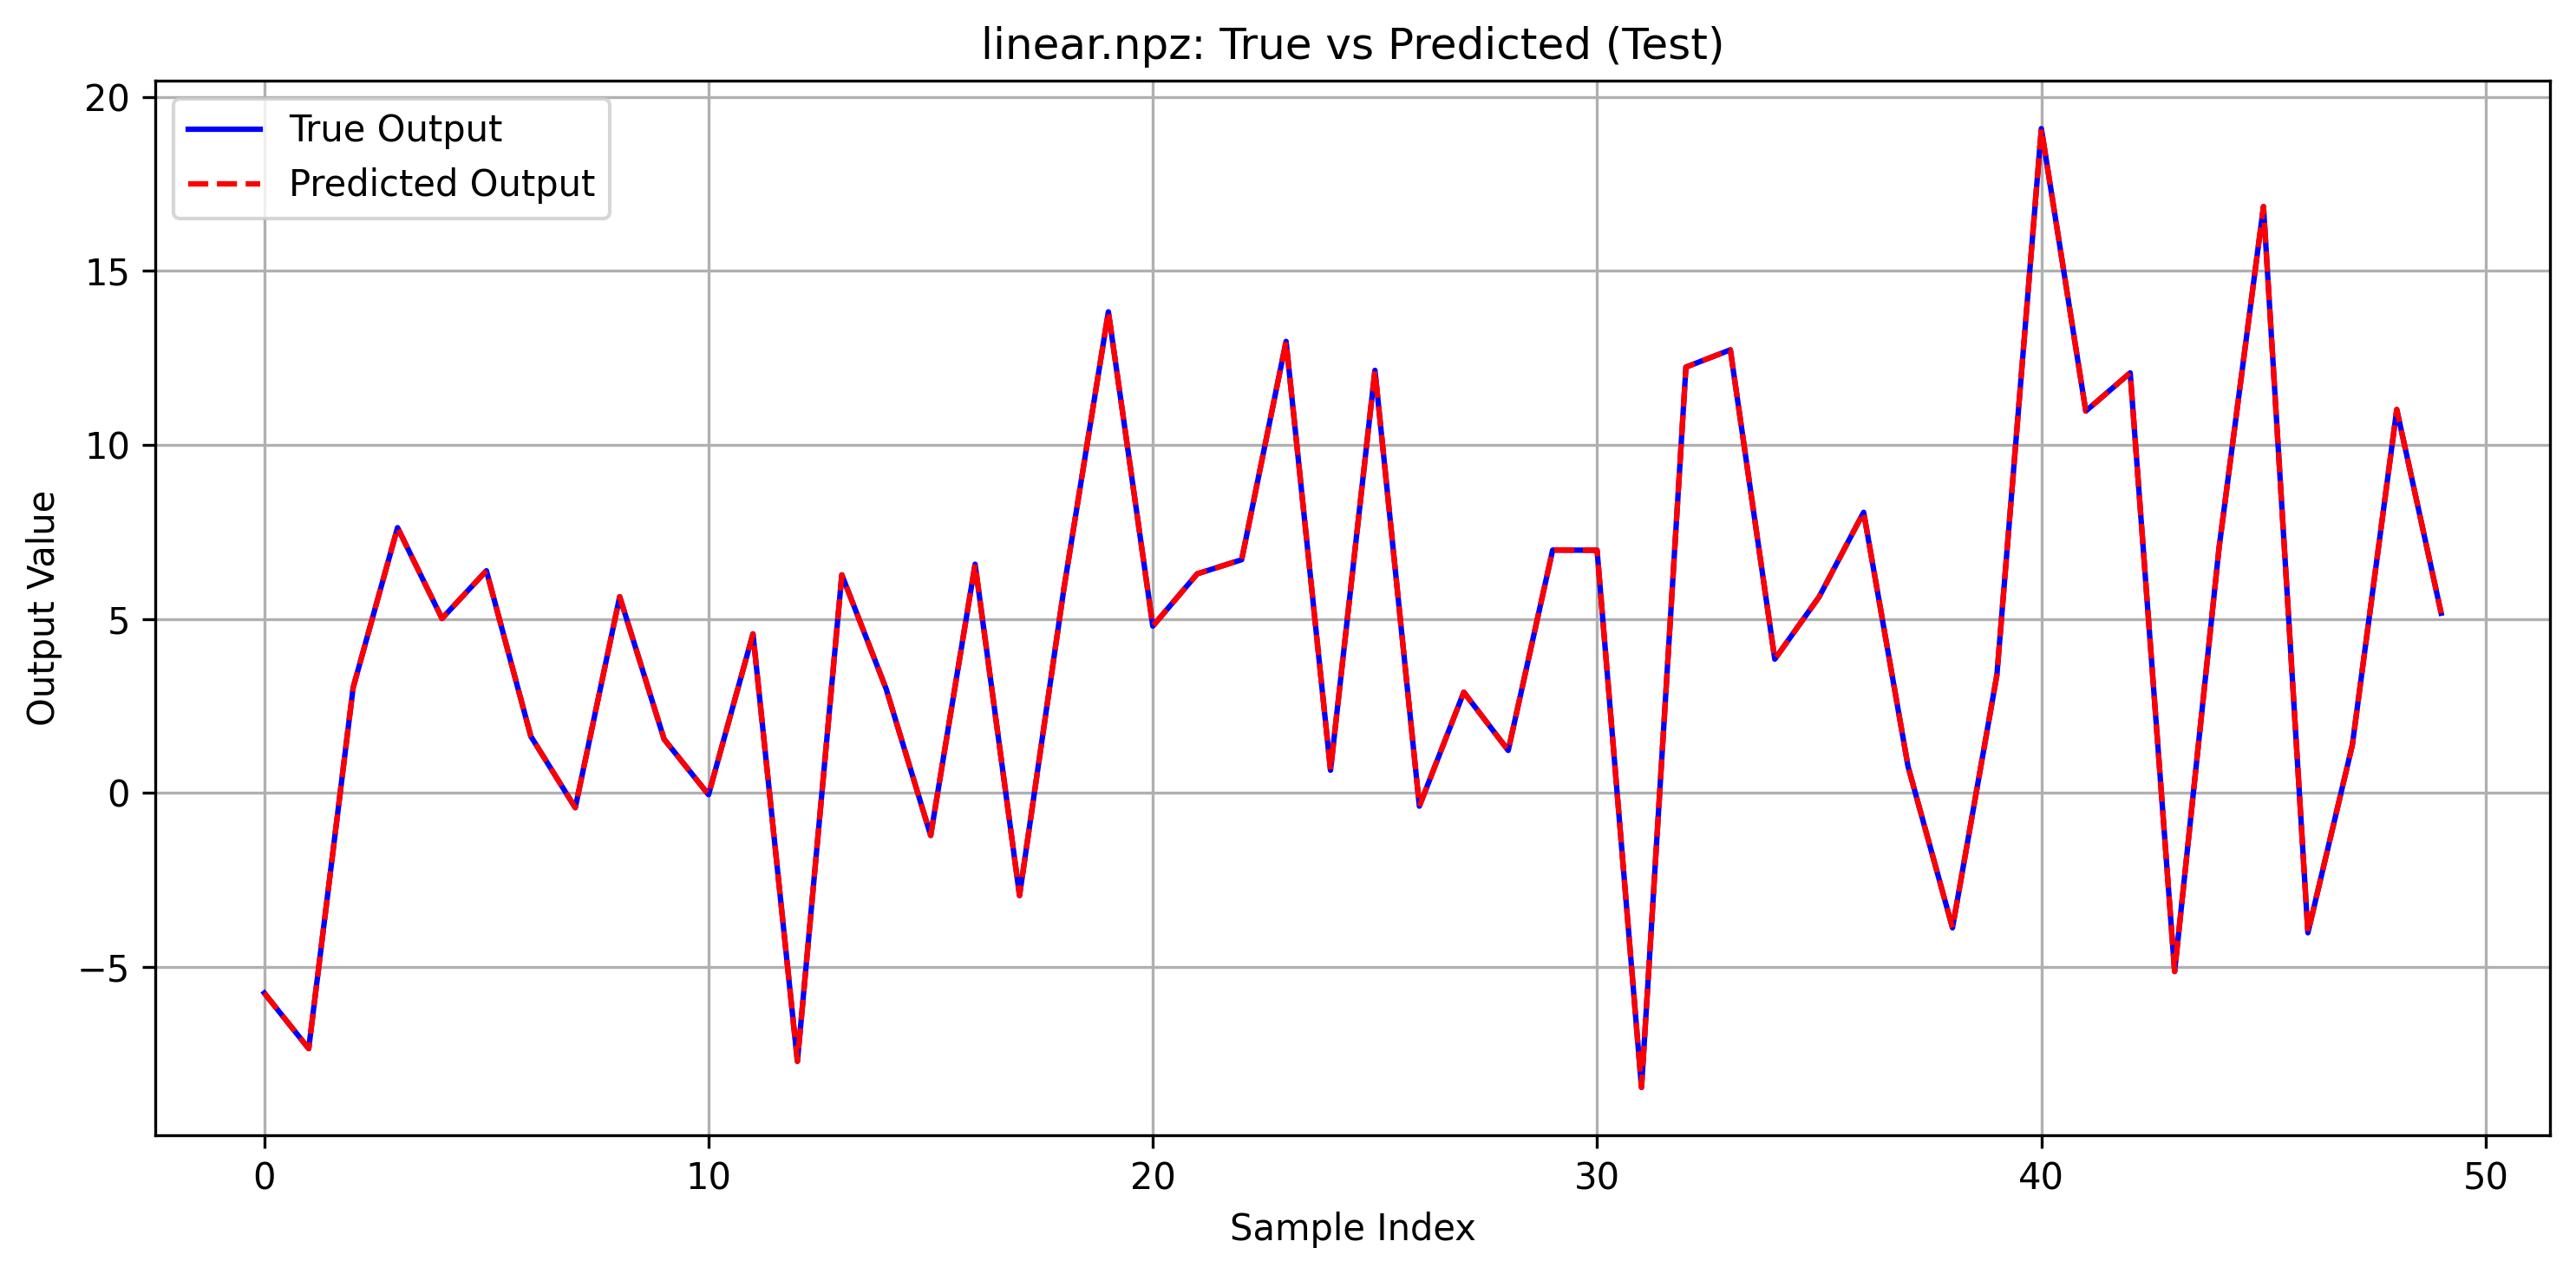 linear.npz: True vs Predicted (Test)
True Output
Predicted Output
20
15
10
5
0
−5
Output Value
0 10 20 30 40 50
Sample Index